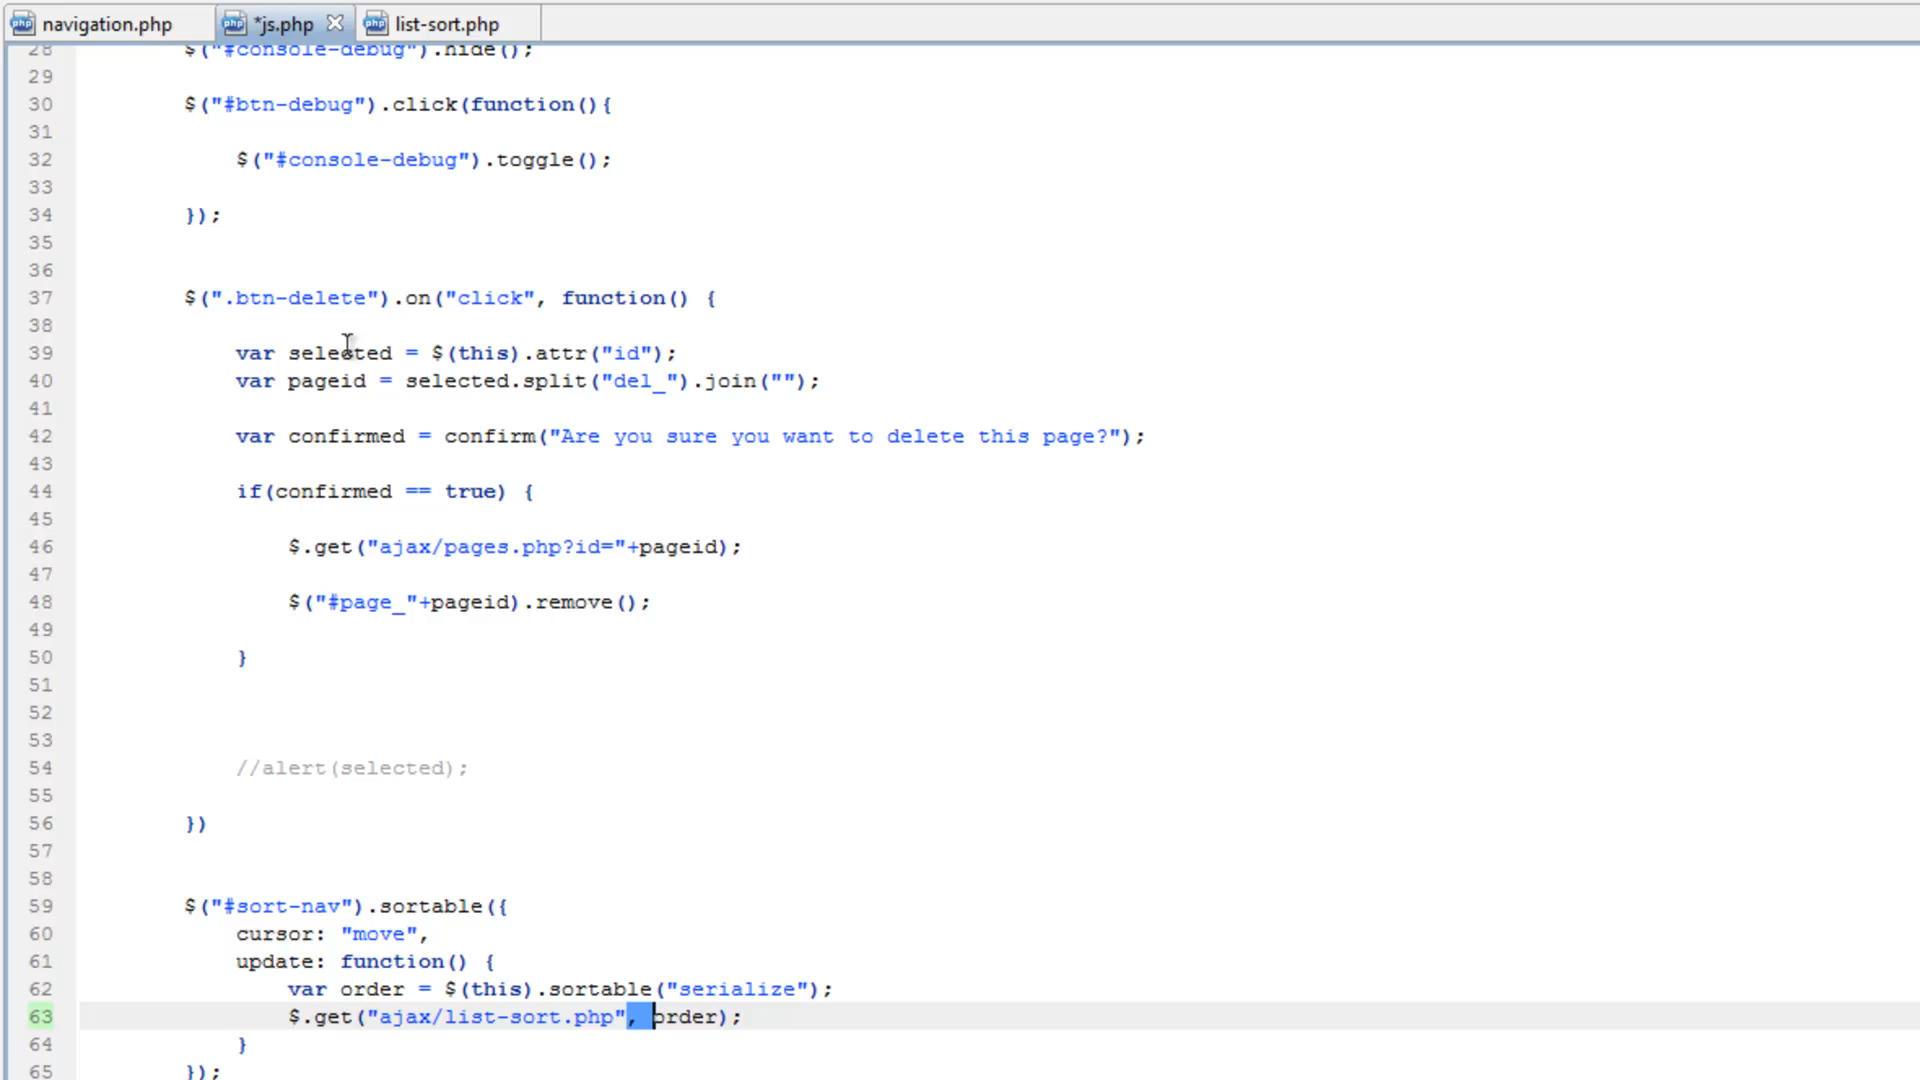 navigation.php *js.php list-sort.php
28 $("#console-debug").hide();
29
30 $("#btn-debug").click(function(){
31
32 $("#console-debug").toggle();
33
34 });
35
36
37 $(".btn-delete").on("click", function() {
38
39 var selected = $(this).attr("id");
40 var pageid = selected.split("del_").join("");
41
42 var confirmed = confirm("Are you sure you want to delete this page?");
43
44 if(confirmed == true) {
45
46 $.get("ajax/pages.php?id="+pageid);
47
48 $("#page_"+pageid).remove();
49
50 }
51
52
53
54 //alert(selected);
55
56 })
57
58
59 $("#sort-nav").sortable({
60 cursor: "move",
61 update: function() {
62 var order = $(this).sortable("serialize");
63 $.get("ajax/list-sort.php", order);
64 }
65 });